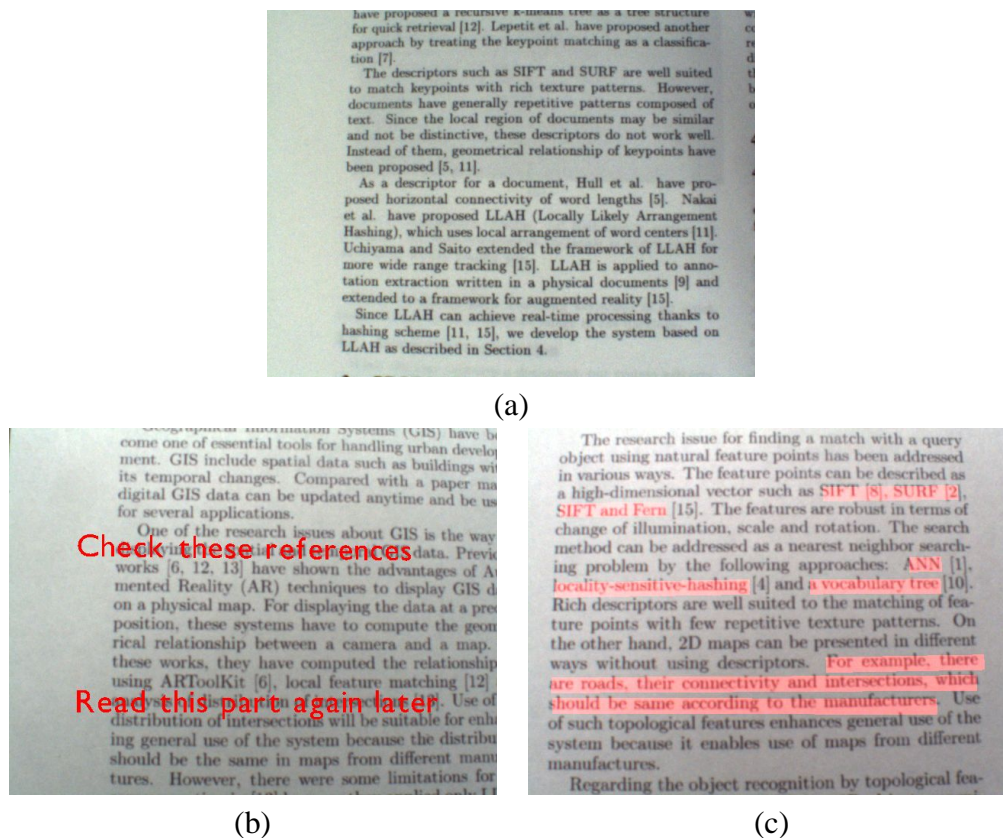 have proposed a recursive k-means tree as a tree structure
for quick retrieval [12]. Lepetit et al. have proposed another
approach by treating the keypoint matching as a classifica-
tion [7].
The descriptors such as SIFT and SURF are well suited
to match keypoints with rich texture patterns. However,
documents have generally repetitive patterns composed of
text. Since the local region of documents may be similar
and not be distinctive, these descriptors do not work well.
Instead of them, geometrical relationship of keypoints have
been proposed [5, 11].
As a descriptor for a document, Hull et al. have pro-
posed horizontal connectivity of word lengths [5]. Nakai
et al. have proposed LLAH (Locally Likely Arrangement
Hashing), which uses local arrangement of word centers [11].
Uchiyama and Saito extended the framework of LLAH for
more wide range tracking [15]. LLAH is applied to anno-
tation extraction written in a physical documents [9] and
extended to a framework for augmented reality [15].
Since LLAH can achieve real-time processing thanks to
hashing scheme [11, 15], we develop the system based on
LLAH as described in Section 4.
(a)
Geographical Information Systems (GIS) have be
come one of essential tools for handling urban develop
ment. GIS include spatial data such as buildings wi
its temporal changes. Compared with a paper ma
digital GIS data can be updated anytime and be us
for several applications.
One of the research issues about GIS is the way
Check these references
data. Previo
works [6, 12, 13] have shown the advantages of A
mented Reality (AR) techniques to display GIS d
on a physical map. For displaying the data at a prec
position, these systems have to compute the geom
rical relationship between a camera and a map.
these works, they have computed the relationship
using ARToolKit [6], local feature matching [12]
Read this part again later
Use of
distribution of intersections will be suitable for enha
ing general use of the system because the distribu
should be the same in maps from different manu
tures. However, there were some limitations for
(b)
The research issue for finding a match with a query
object using natural feature points has been addressed
in various ways. The feature points can be described as
a high-dimensional vector such as SIFT [8], SURF [2],
SIFT and Fern [15]. The features are robust in terms of
change of illumination, scale and rotation. The search
method can be addressed as a nearest neighbor search-
ing problem by the following approaches: ANN [1],
locality-sensitive-hashing [4] and a vocabulary tree [10].
Rich descriptors are well suited to the matching of fea-
ture points with few repetitive texture patterns. On
the other hand, 2D maps can be presented in different
ways without using descriptors. For example, there
are roads, their connectivity and intersections, which
should be same according to the manufacturers. Use
of such topological features enhances general use of the
system because it enables use of maps from different
manufactures.
Regarding the object recognition by topological fea-
(c)